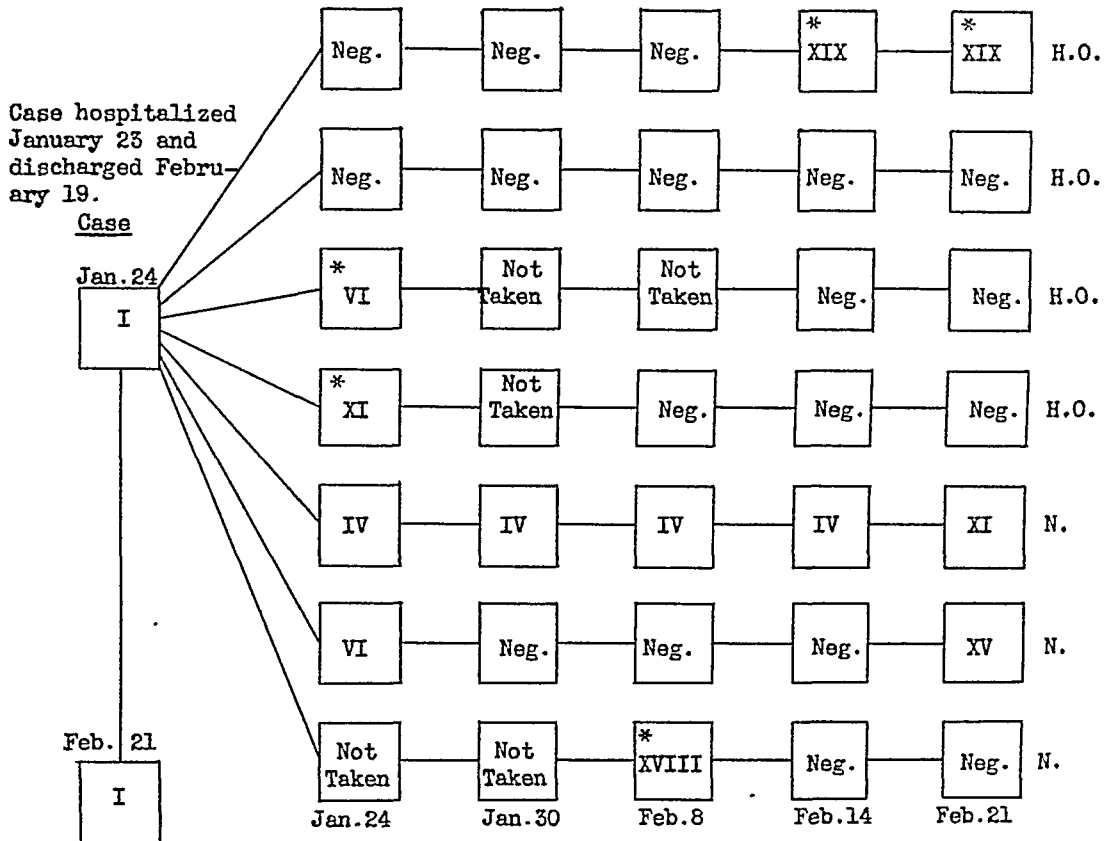 Neg. Neg. Neg. * XIX * XIX H.O.
Case hospitalized
January 23 and
discharged Febru-
ary 19.
Case
Neg. Neg. Neg. Neg. Neg. H.O.
Jan.24
I
* VI Not Taken Not Taken Neg. Neg. H.O.
* XI Not Taken Neg. Neg. Neg. H.O.
IV IV IV IV XI N.
VI Neg. Neg. Neg. XV N.
Feb. 21
I
Not Taken Not Taken * XVIII Neg. Neg. N.
Jan.24 Jan.30 Feb.8 Feb.14 Feb.21